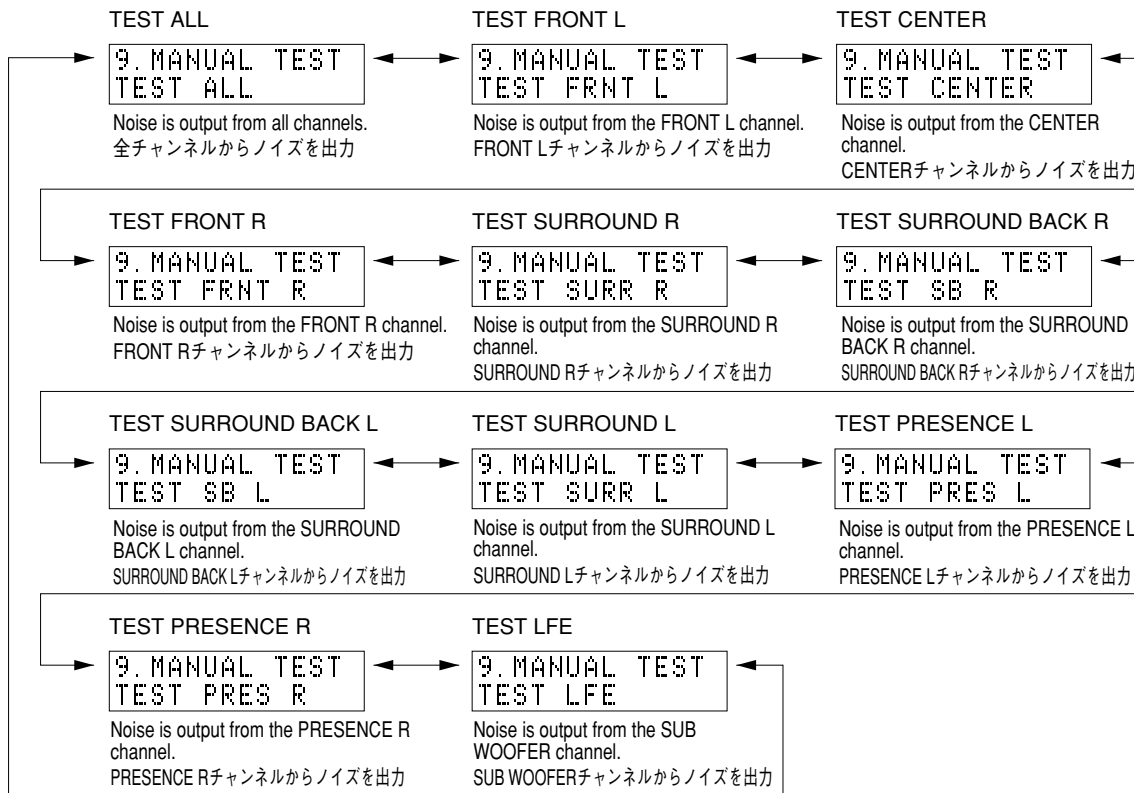 TEST ALL
9.MANUAL TEST
TEST ALL
Noise is output from all channels.
全チャンネルからノイズを出力
TEST FRONT L
9.MANUAL TEST
TEST FRNT L
Noise is output from the FRONT L channel.
FRONT Lチャンネルからノイズを出力
TEST CENTER
9.MANUAL TEST
TEST CENTER
Noise is output from the CENTER
channel.
CENTERチャンネルからノイズを出力
TEST FRONT R
9.MANUAL TEST
TEST FRNT R
Noise is output from the FRONT R channel.
FRONT Rチャンネルからノイズを出力
TEST SURROUND R
9.MANUAL TEST
TEST SURR R
Noise is output from the SURROUND R
channel.
SURROUND Rチャンネルからノイズを出力
TEST SURROUND BACK R
9.MANUAL TEST
TEST SB R
Noise is output from the SURROUND
BACK R channel.
SURROUND BACK Rチャンネルからノイズを出力
TEST SURROUND BACK L
9.MANUAL TEST
TEST SB L
Noise is output from the SURROUND
BACK L channel.
SURROUND BACK Lチャンネルからノイズを出力
TEST SURROUND L
9.MANUAL TEST
TEST SURR L
Noise is output from the SURROUND L
channel.
SURROUND Lチャンネルからノイズを出力
TEST PRESENCE L
9.MANUAL TEST
TEST PRES L
Noise is output from the PRESENCE L
channel.
PRESENCE Lチャンネルからノイズを出力
TEST PRESENCE R
9.MANUAL TEST
TEST PRES R
Noise is output from the PRESENCE R
channel.
PRESENCE Rチャンネルからノイズを出力
TEST LFE
9.MANUAL TEST
TEST LFE
Noise is output from the SUB
WOOFER channel.
SUB WOOFERチャンネルからノイズを出力